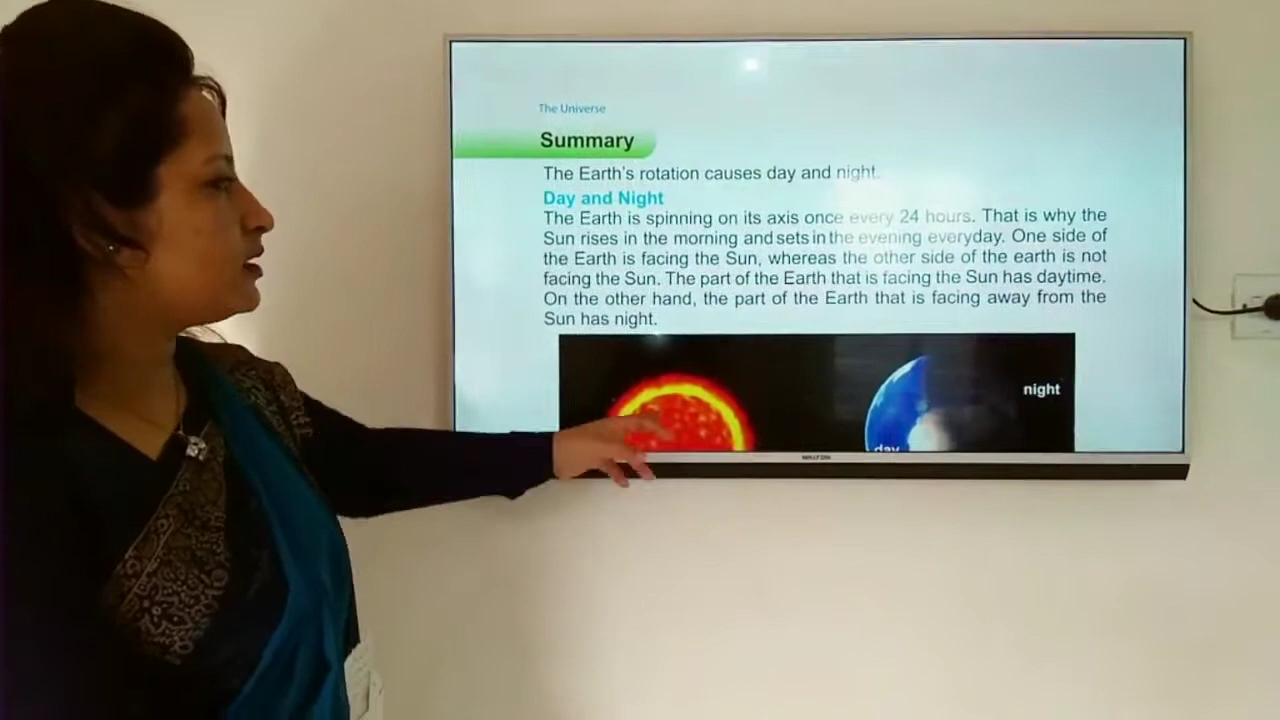 The Universe
Summary
The Earth's rotation causes day and night.
Day and Night
The Earth is spinning on its axis once every 24 hours. That is why the
Sun rises in the morning and sets in the evening everyday. One side of
the Earth is facing the Sun, whereas the other side of the earth is not
facing the Sun. The part of the Earth that is facing the Sun has daytime.
On the other hand, the part of the Earth that is facing away from the
Sun has night.
night
day
WALTON